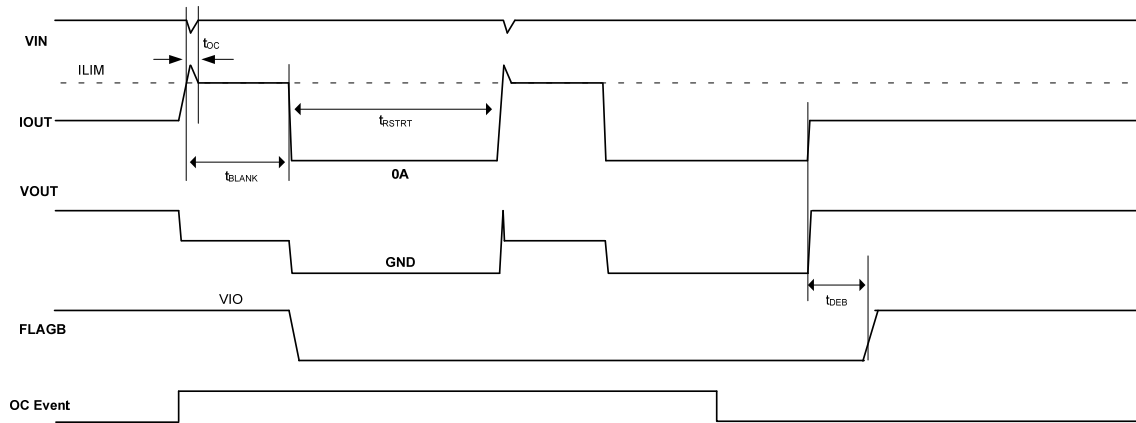 VIN
tOC
ILIM
IOUT
tRSTRT
tBLANK
0A
VOUT
GND
tDEB
VIO
FLAGB
OC Event